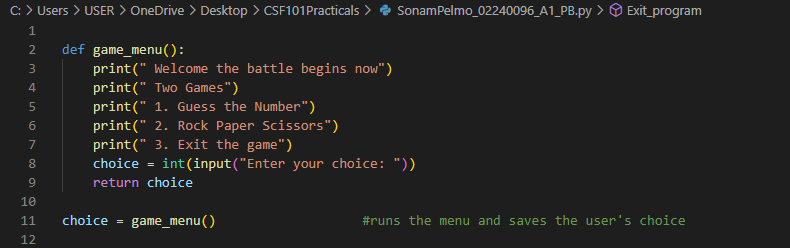 C: > Users > USER > OneDrive > Desktop > CSF101Practicals > SonamPelmo_02240096_A1_PB.py > Exit_program
1
2 def game_menu():
3     print(" Welcome the battle begins now")
4     print(" Two Games")
5     print(" 1. Guess the Number")
6     print(" 2. Rock Paper Scissors")
7     print(" 3. Exit the game")
8     choice = int(input("Enter your choice: "))
9     return choice
10
11 choice = game_menu()                   #runs the menu and saves the user's choice
12